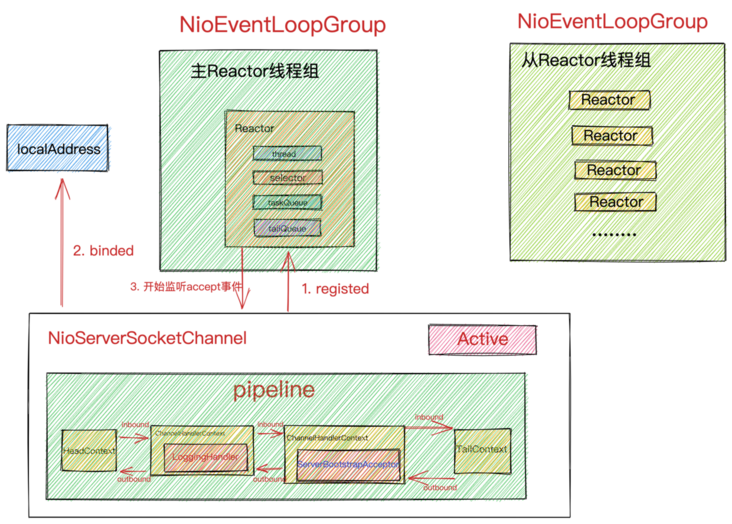 NioEventLoopGroup
主Reactor线程组
Reactor
thread
selector
taskQueue
tailQueue
NioEventLoopGroup
从Reactor线程组
Reactor
Reactor
Reactor
Reactor
........
localAddress
2. binded
3. 开始监听accept事件
1. registed
NioServerSocketChannel
Active
pipeline
HeadContext
inbound
outbound
ChannelHandlerContext
LoggingHandler
inbound
outbound
ChannelHandlerContext
ServerBootstrapAcceptor
inbound
outbound
TailContext